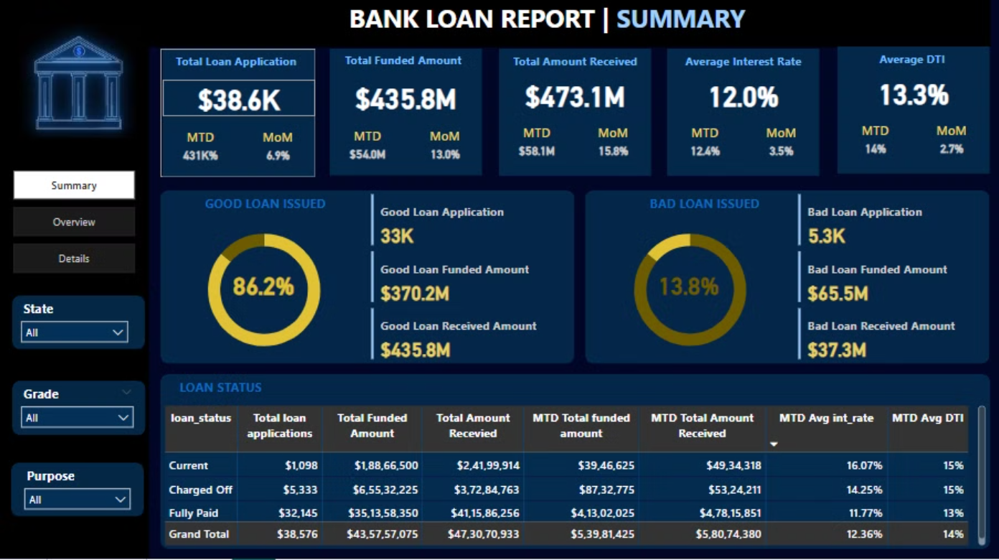 BANK LOAN REPORT | SUMMARY
$
Total Loan Application
$38.6K
MTD MoM
431K% 6.9%
Total Funded Amount
$435.8M
MTD MoM
$54.0M 13.0%
Total Amount Received
$473.1M
MTD MoM
$58.1M 15.8%
Average Interest Rate
12.0%
MTD MoM
12.4% 3.5%
Average DTI
13.3%
MTD MoM
14% 2.7%
Summary
Overview
Details
State
All
Grade
All
Purpose
All
GOOD LOAN ISSUED
86.2%
Good Loan Application
33K
Good Loan Funded Amount
$370.2M
Good Loan Received Amount
$435.8M
BAD LOAN ISSUED
13.8%
Bad Loan Application
5.3K
Bad Loan Funded Amount
$65.5M
Bad Loan Received Amount
$37.3M
LOAN STATUS
loan_status Total loan Total Funded Total Amount MTD Total funded MTD Total Amount MTD Avg int_rate MTD Avg DTI
applications Amount Recevied amount Received
Current $1,098 $1,88,66,500 $2,41,99,914 $39,46,625 $49,34,318 16.07% 15%
Charged Off $5,333 $6,55,32,225 $3,72,84,763 $87,32,775 $53,24,211 14.25% 15%
Fully Paid $32,145 $35,13,58,350 $41,15,86,256 $4,13,02,025 $4,78,15,851 11.77% 13%
Grand Total $38,576 $43,57,57,075 $47,30,70,933 $5,39,81,425 $5,80,74,380 12.36% 14%